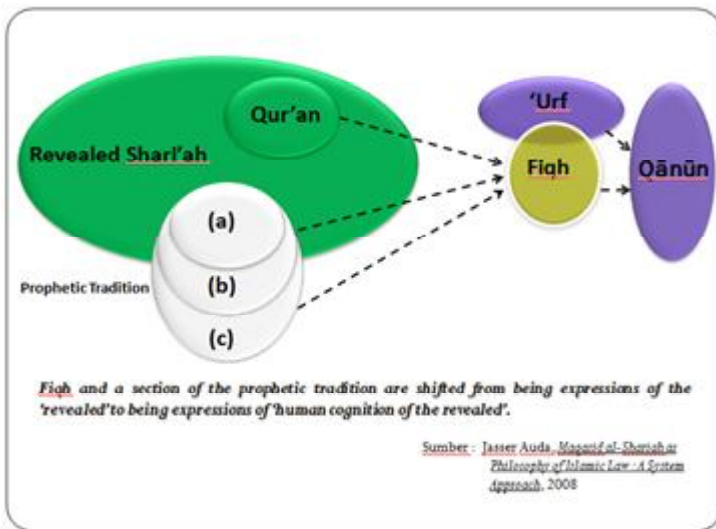 Qur'an
Revealed Shari'ah
(a)
(b)
(c)
Prophetic Tradition
'Urf
Fiqh
Qānūn
Fiqh and a section of the prophetic tradition are shifted from being expressions of the
'revealed' to being expressions of 'human cognition of the revealed'.
Sumber : Jasser Auda, Maqasid al-Shariah as
Philosophy of Islamic Law : A System
Approach, 2008